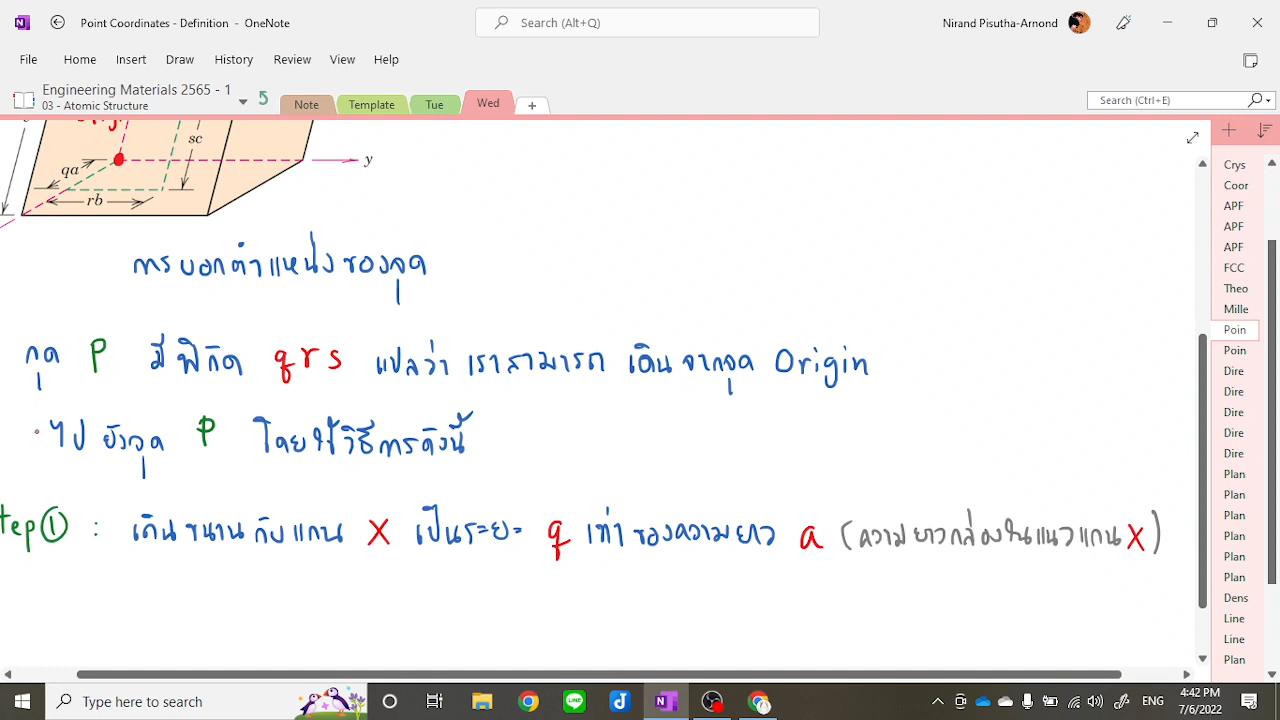 Point Coordinates - Definition - OneNote
Search (Alt+Q)
Nirand Pisutha-Arnond
File Home Insert Draw History Review View Help
Engineering Materials 2565 - 1
03 - Atomic Structure
Note Template Tue Wed
Search (Ctrl+E)
sc
y
qa
rb
การบอกตำแหน่งของจุด
จุด P มีพิกัด q r s แปลว่า เราสามารถ เดินจากจุด Origin
ไป ยังจุด P โดยใช้วิธีการดังนี้
tep ① : เดินขนานกับแกน X เป็นระยะ q เท่าของความยาว a (ความยาวกล่องในแนวแกน X)
Crys
Coor
APF
APF
APF
FCC
Theo
Mille
Poin
Poin
Dire
Dire
Dire
Dire
Dire
Plan
Plan
Plan
Plan
Plan
Plan
Dens
Line
Line
Plan
Type here to search
ENG
4:42 PM
7/6/2022